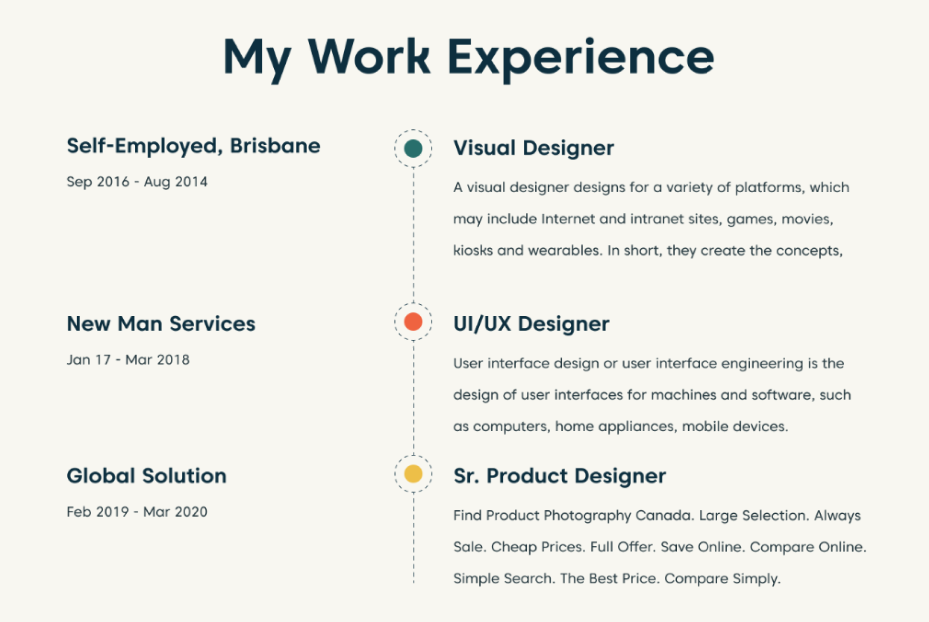 My Work Experience
Self-Employed, Brisbane
Sep 2016 - Aug 2014
Visual Designer
A visual designer designs for a variety of platforms, which
may include Internet and intranet sites, games, movies,
kiosks and wearables. In short, they create the concepts,
New Man Services
Jan 17 - Mar 2018
UI/UX Designer
User interface design or user interface engineering is the
design of user interfaces for machines and software, such
as computers, home appliances, mobile devices.
Global Solution
Feb 2019 - Mar 2020
Sr. Product Designer
Find Product Photography Canada. Large Selection. Always
Sale. Cheap Prices. Full Offer. Save Online. Compare Online.
Simple Search. The Best Price. Compare Simply.